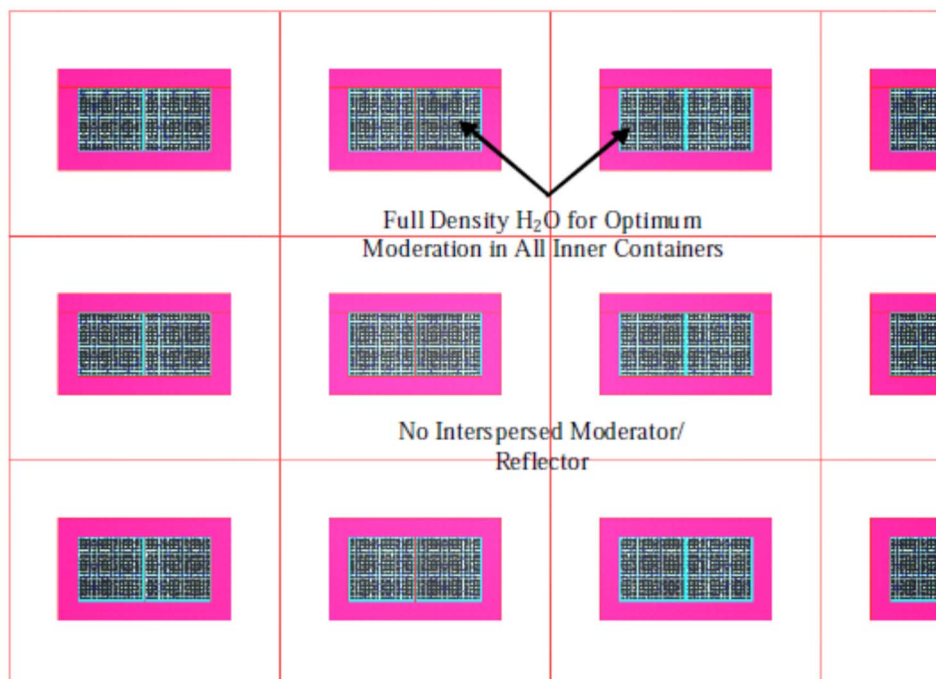 Full Density H₂O for Optimum
Moderation in All Inner Containers
No Interspersed Moderator/
Reflector